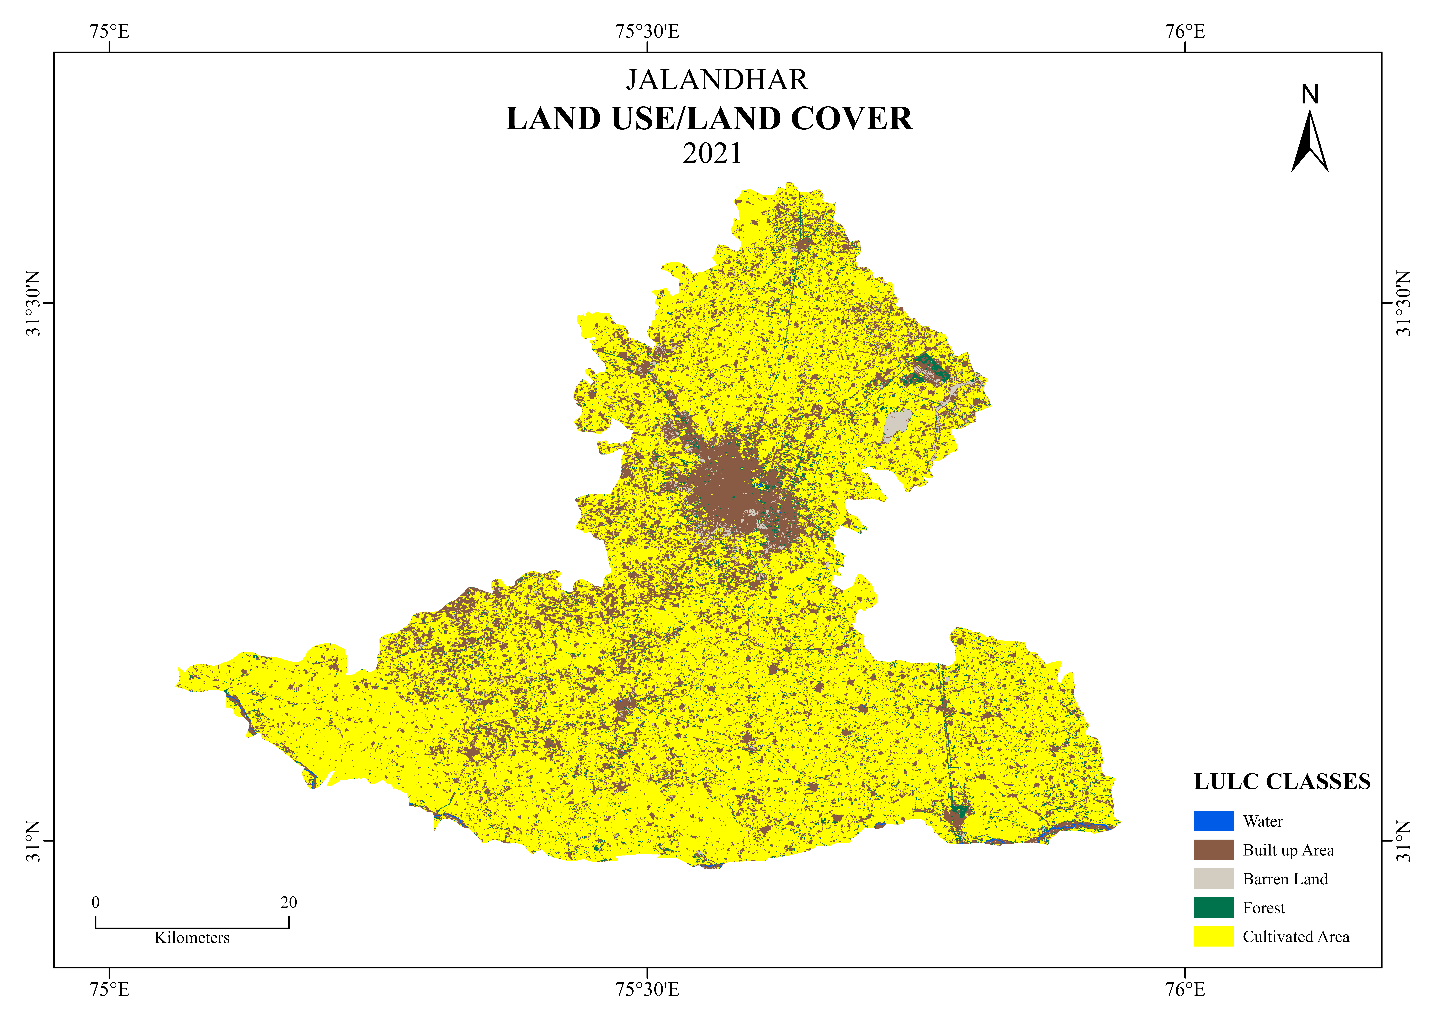 75°E 75°30'E 76°E
JALANDHAR
LAND USE/LAND COVER
2021
N
31°30'N 31°30'N
31°N 31°N
LULC CLASSES
Water
Built up Area
Barren Land
Forest
Cultivated Area
0 20
Kilometers
75°E 75°30'E 76°E